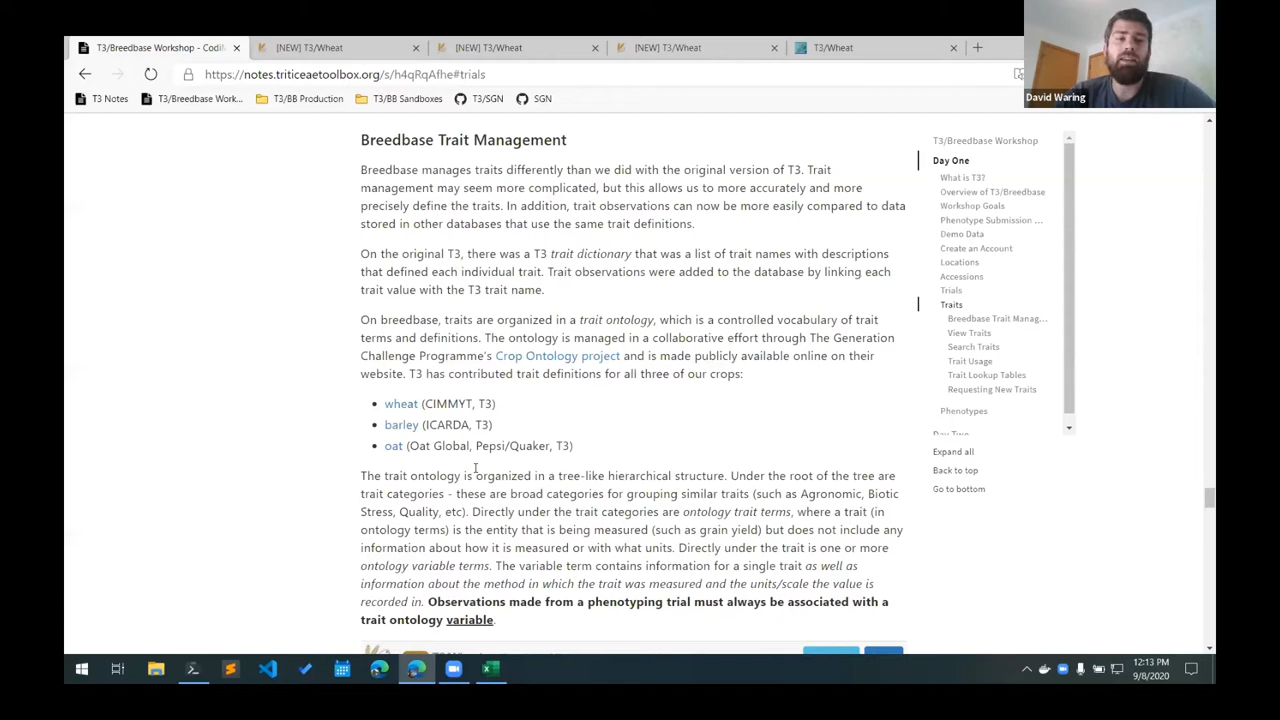 T3/Breedbase Workshop - CodiM
[NEW] T3/Wheat
[NEW] T3/Wheat
[NEW] T3/Wheat
T3/Wheat
https://notes.triticeaetoolbox.org/s/h4qRqAfhe#trials
T3 Notes
T3/Breedbase Work...
T3/BB Production
T3/BB Sandboxes
T3/SGN
SGN
David Waring
Breedbase Trait Management
Breedbase manages traits differently than we did with the original version of T3. Trait
management may seem more complicated, but this allows us to more accurately and more
precisely define the traits. In addition, trait observations can now be more easily compared to data
stored in other databases that use the same trait definitions.
On the original T3, there was a T3 trait dictionary that was a list of trait names with descriptions
that defined each individual trait. Trait observations were added to the database by linking each
trait value with the T3 trait name.
On breedbase, traits are organized in a trait ontology, which is a controlled vocabulary of trait
terms and definitions. The ontology is managed in a collaborative effort through The Generation
Challenge Programme's Crop Ontology project and is made publicly available online on their
website. T3 has contributed trait definitions for all three of our crops:
• wheat (CIMMYT, T3)
• barley (ICARDA, T3)
• oat (Oat Global, Pepsi/Quaker, T3)
The trait ontology is organized in a tree-like hierarchical structure. Under the root of the tree are
trait categories - these are broad categories for grouping similar traits (such as Agronomic, Biotic
Stress, Quality, etc). Directly under the trait categories are ontology trait terms, where a trait (in
ontology terms) is the entity that is being measured (such as grain yield) but does not include any
information about how it is measured or with what units. Directly under the trait is one or more
ontology variable terms. The variable term contains information for a single trait as well as
information about the method in which the trait was measured and the units/scale the value is
recorded in. Observations made from a phenotyping trial must always be associated with a
trait ontology variable.
T3/Breedbase Workshop
Day One
What is T3?
Overview of T3/Breedbase
Workshop Goals
Phenotype Submission ...
Demo Data
Create an Account
Locations
Accessions
Trials
Traits
Breedbase Trait Manag...
View Traits
Search Traits
Trait Usage
Trait Lookup Tables
Requesting New Traits
Phenotypes
Day Two
Expand all
Back to top
Go to bottom
12:13 PM
9/8/2020